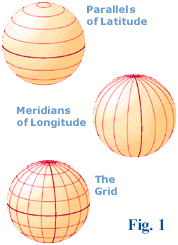 Parallels
of Latitude
Meridians
of Longitude
The
Grid
Fig. 1